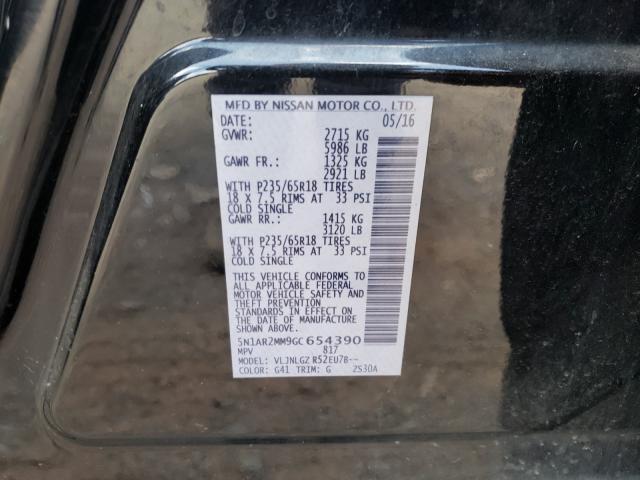 MFD BY NISSAN MOTOR CO., LTD.
DATE: 05/16
GVWR: 2715 KG
5986 LB
GAWR FR.: 1325 KG
2921 LB
WITH P235/65R18 TIRES
18 X 7.5 RIMS AT 33 PSI
COLD SINGLE
GAWR RR.: 1415 KG
3120 LB
WITH P235/65R18 TIRES
18 X 7.5 RIMS AT 33 PSI
COLD SINGLE
THIS VEHICLE CONFORMS TO
ALL APPLICABLE FEDERAL
MOTOR VEHICLE SAFETY AND
THEFT PREVENTION
STANDARDS IN EFFECT ON
THE DATE OF MANUFACTURE
SHOWN ABOVE.
5N1AR2MM9GC654390
MPV 817
MODEL: VLJNLGZ R52EU7B--
COLOR: G41 TRIM: G 2S30A